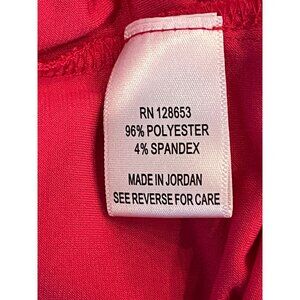 RN 128653
96% POLYESTER
4% SPANDEX
MADE IN JORDAN
SEE REVERSE FOR CARE